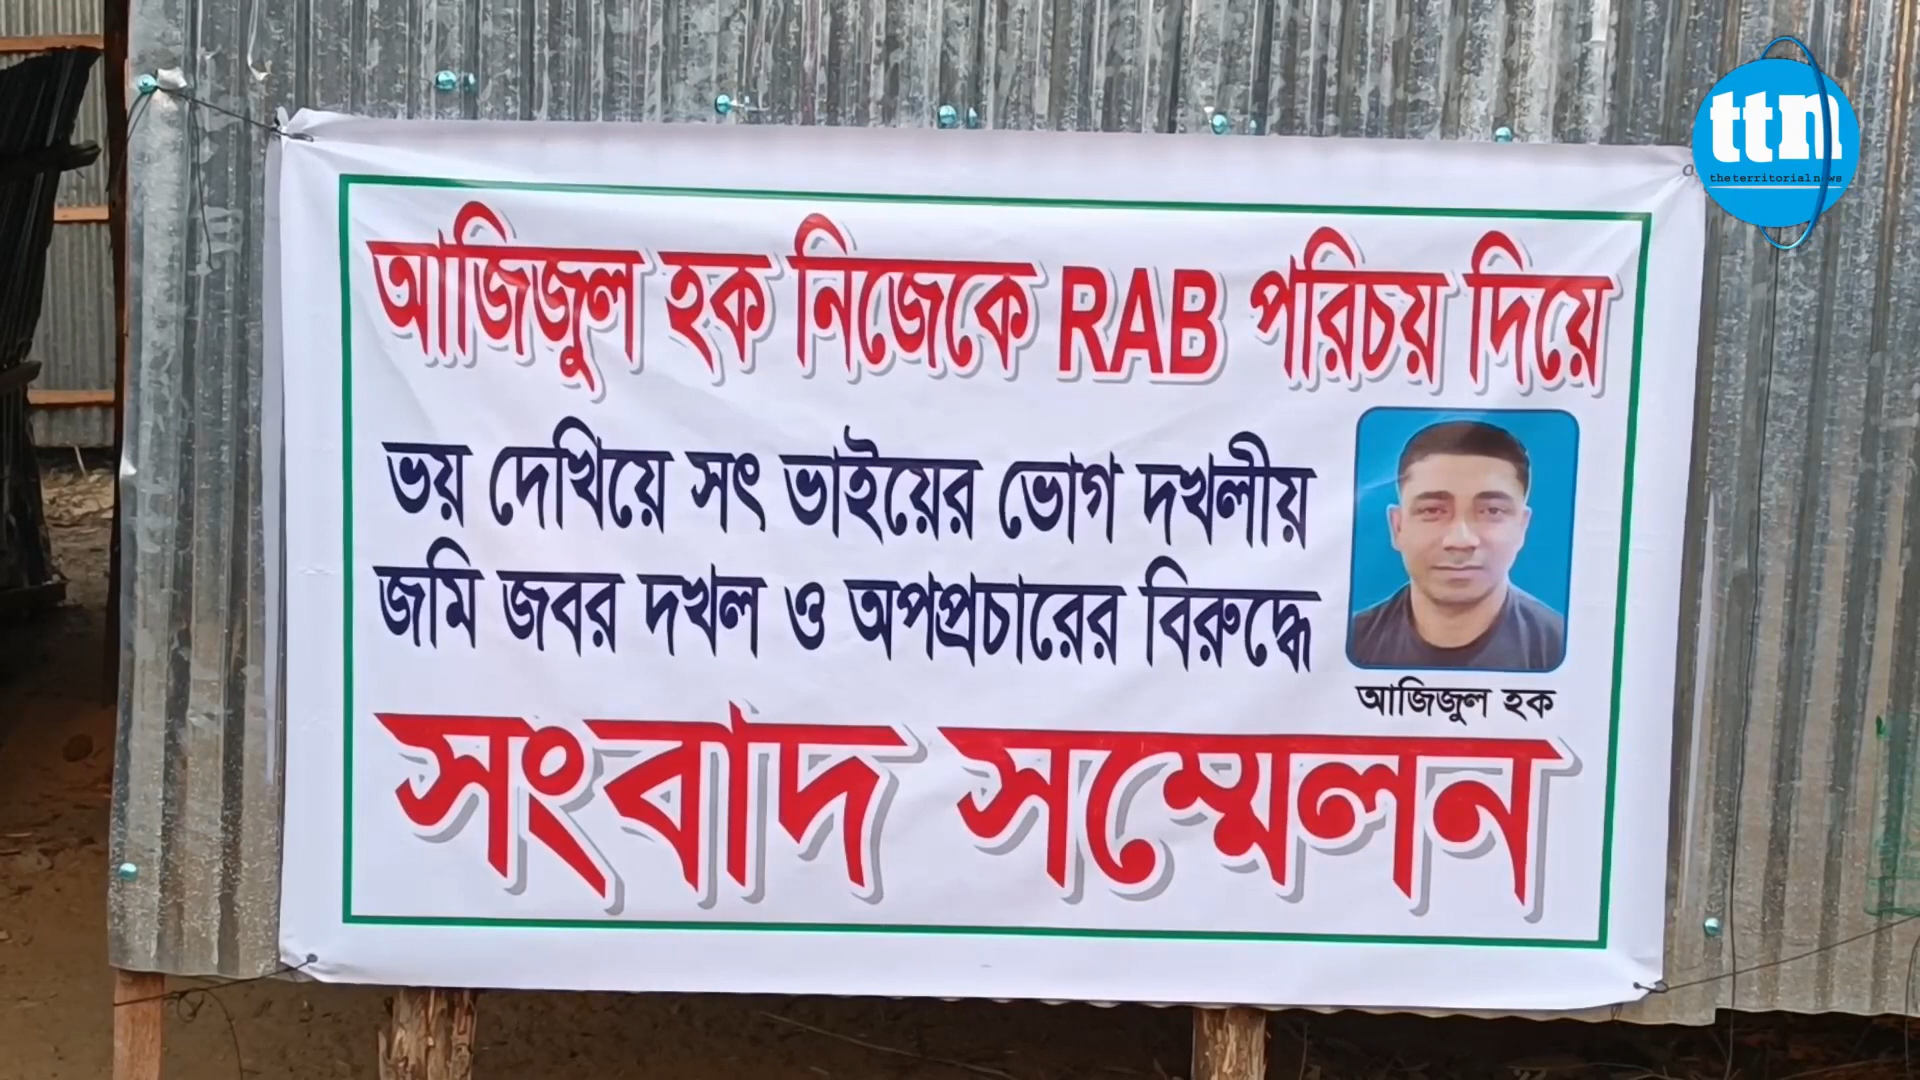 ttn
theterritorialnews
আজিজুল হক নিজেকে RAB পরিচয় দিয়ে
ভয় দেখিয়ে সৎ ভাইয়ের ভোগ দখলীয়
জমি জবর দখল ও অপপ্রচারের বিরুদ্ধে
আজিজুল হক
সংবাদ সম্মেলন